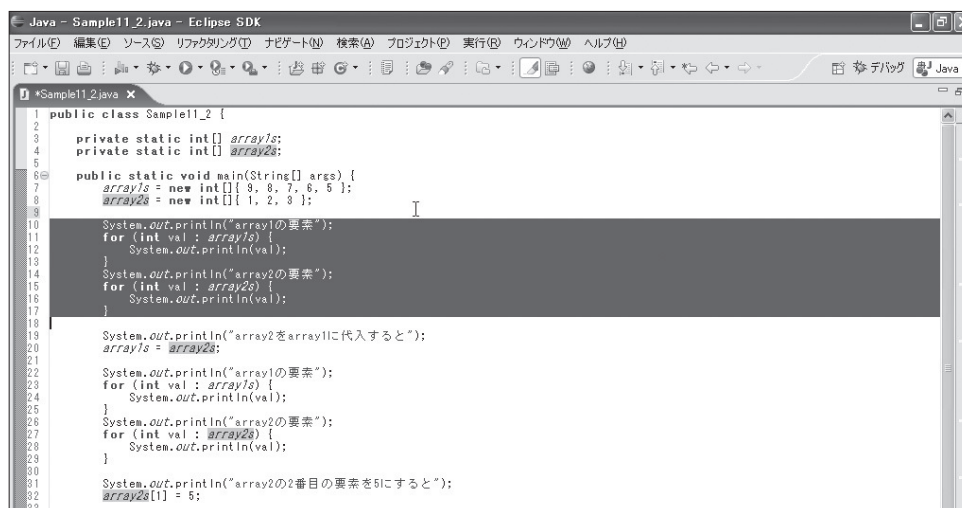 Java - Sample11_2.java - Eclipse SDK
ファイル(F) 編集(E) ソース(S) リファクタリング(T) ナビゲート(N) 検索(A) プロジェクト(P) 実行(R) ウィンドウ(W) ヘルプ(H)
デバッグ Java
*Sample11_2.java
1 public class Sample11_2 {
2
3 private static int[] array1s;
4 private static int[] array2s;
5
6 public static void main(String[] args) {
7 array1s = new int[]{ 9, 8, 7, 6, 5 };
8 array2s = new int[]{ 1, 2, 3 };
9
10 System.out.println("array1の要素");
11 for (int val : array1s) {
12 System.out.println(val);
13 }
14 System.out.println("array2の要素");
15 for (int val : array2s) {
16 System.out.println(val);
17 }
18
19 System.out.println("array2をarray1に代入すると");
20 array1s = array2s;
21
22 System.out.println("array1の要素");
23 for (int val : array1s) {
24 System.out.println(val);
25 }
26 System.out.println("array2の要素");
27 for (int val : array2s) {
28 System.out.println(val);
29 }
30
31 System.out.println("array2の2番目の要素を5にすると");
32 array2s[1] = 5;